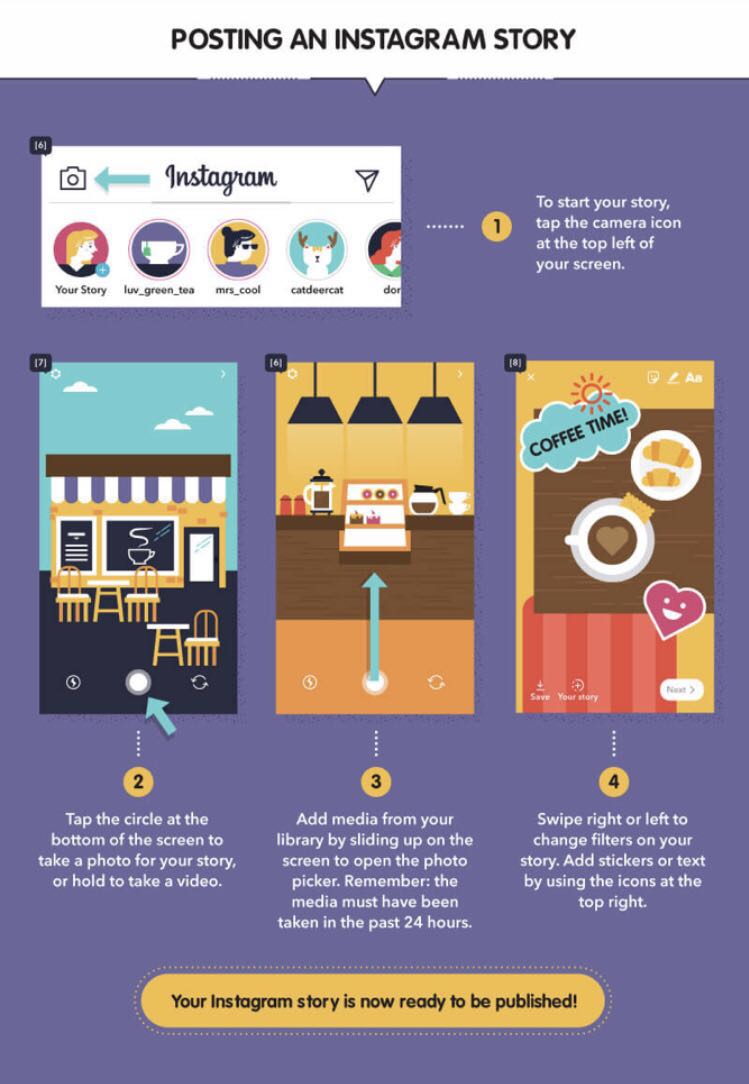 POSTING AN INSTAGRAM STORY
[6]
Instagram
Your Story
luv_green_tea
mrs_cool
catdeercat
dor
1
To start your story,
tap the camera icon
at the top left of
your screen.
[7]
2
Tap the circle at the
bottom of the screen to
take a photo for your story,
or hold to take a video.
[6]
3
Add media from your
library by sliding up on the
screen to open the photo
picker. Remember: the
media must have been
taken in the past 24 hours.
[8]
Aa
COFFEE TIME!
Save
Your story
Next >
4
Swipe right or left to
change filters on your
story. Add stickers or text
by using the icons at the
top right.
Your Instagram story is now ready to be published!